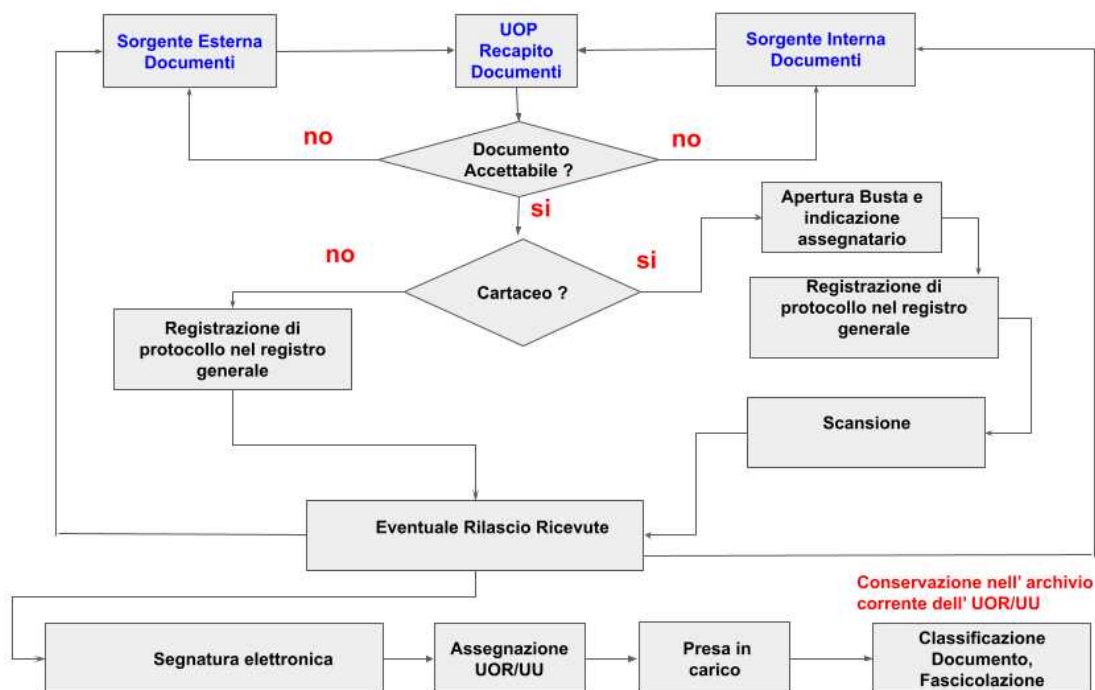 Sorgente Esterna
Documenti
UOP
Recapito
Documenti
Sorgente Interna
Documenti
no
Documento
Accettabile ?
no
si
Apertura Busta e
indicazione
assegnatario
no
Cartaceo ?
si
Registrazione di
protocollo nel registro
generale
Registrazione di
protocollo nel registro
generale
Scansione
Eventuale Rilascio Ricevute
Conservazione nell' archivio
corrente dell' UOR/UU
Segnatura elettronica
Assegnazione
UOR/UU
Presa in
carico
Classificazione
Documento,
Fascicolazione